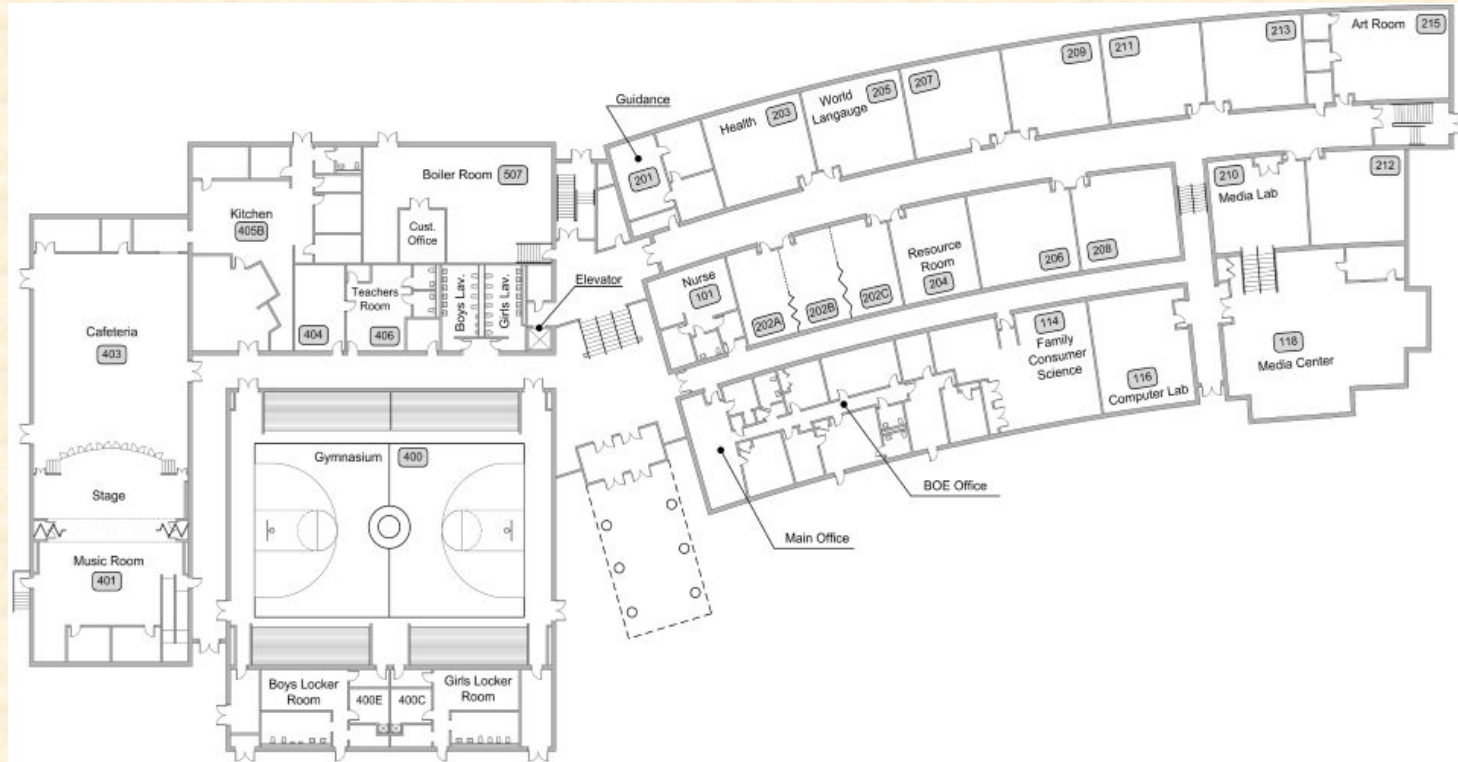 Art Room 215
213
211
209
207
World
Langauge 205
Health 203
Guidance
201
Boiler Room 507
Cust.
Office
Kitchen
405B
212
210
Media Lab
208
206
Resource
Room
204
202C
202B
202A
Nurse
101
Elevator
Girls Lav.
Boys Lav.
Teachers
Room
406
404
Cafeteria
403
118
Media Center
114
Family
Consumer
Science
116
Computer Lab
BOE Office
Main Office
Gymnasium 400
Stage
Music Room
401
Boys Locker
Room
400E
400C
Girls Locker
Room